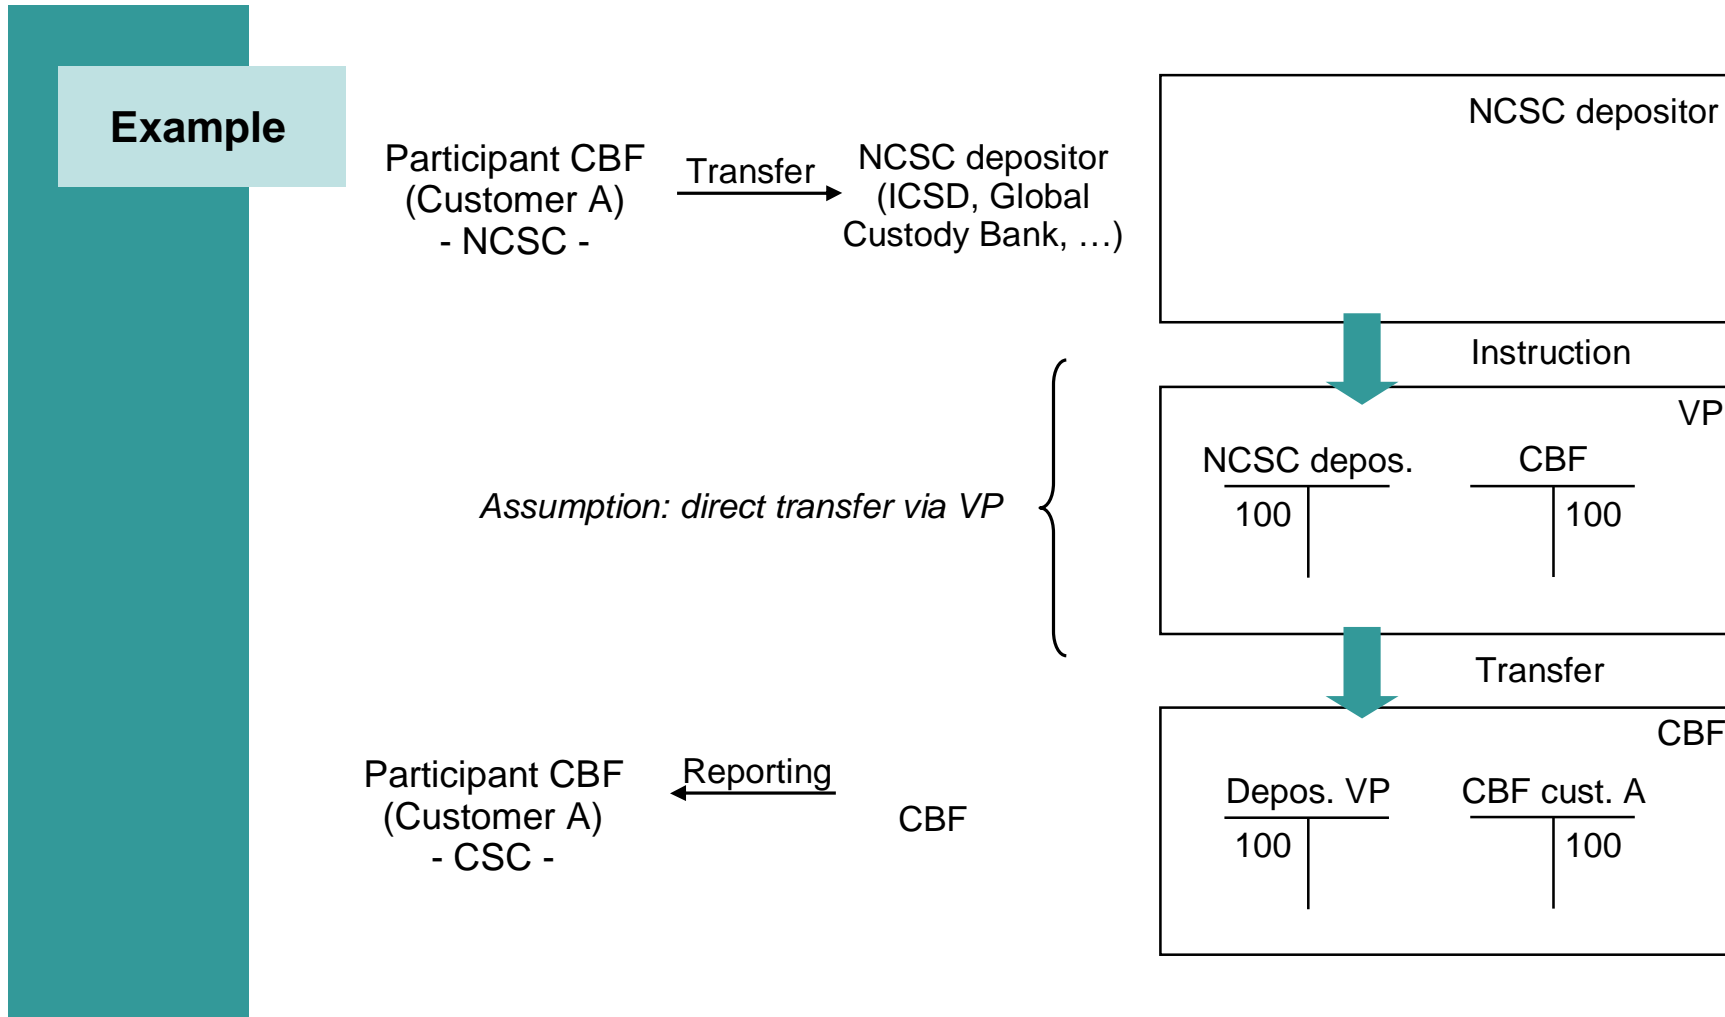 Example
Participant CBF
(Customer A)
- NCSC -
Transfer
NCSC depositor
(ICSD, Global
Custody Bank, …)
NCSC depositor
Instruction
Assumption: direct transfer via VP
VP
NCSC depos.
CBF
100
100
Transfer
Participant CBF
(Customer A)
- CSC -
Reporting
CBF
CBF
Depos. VP
CBF cust. A
100
100